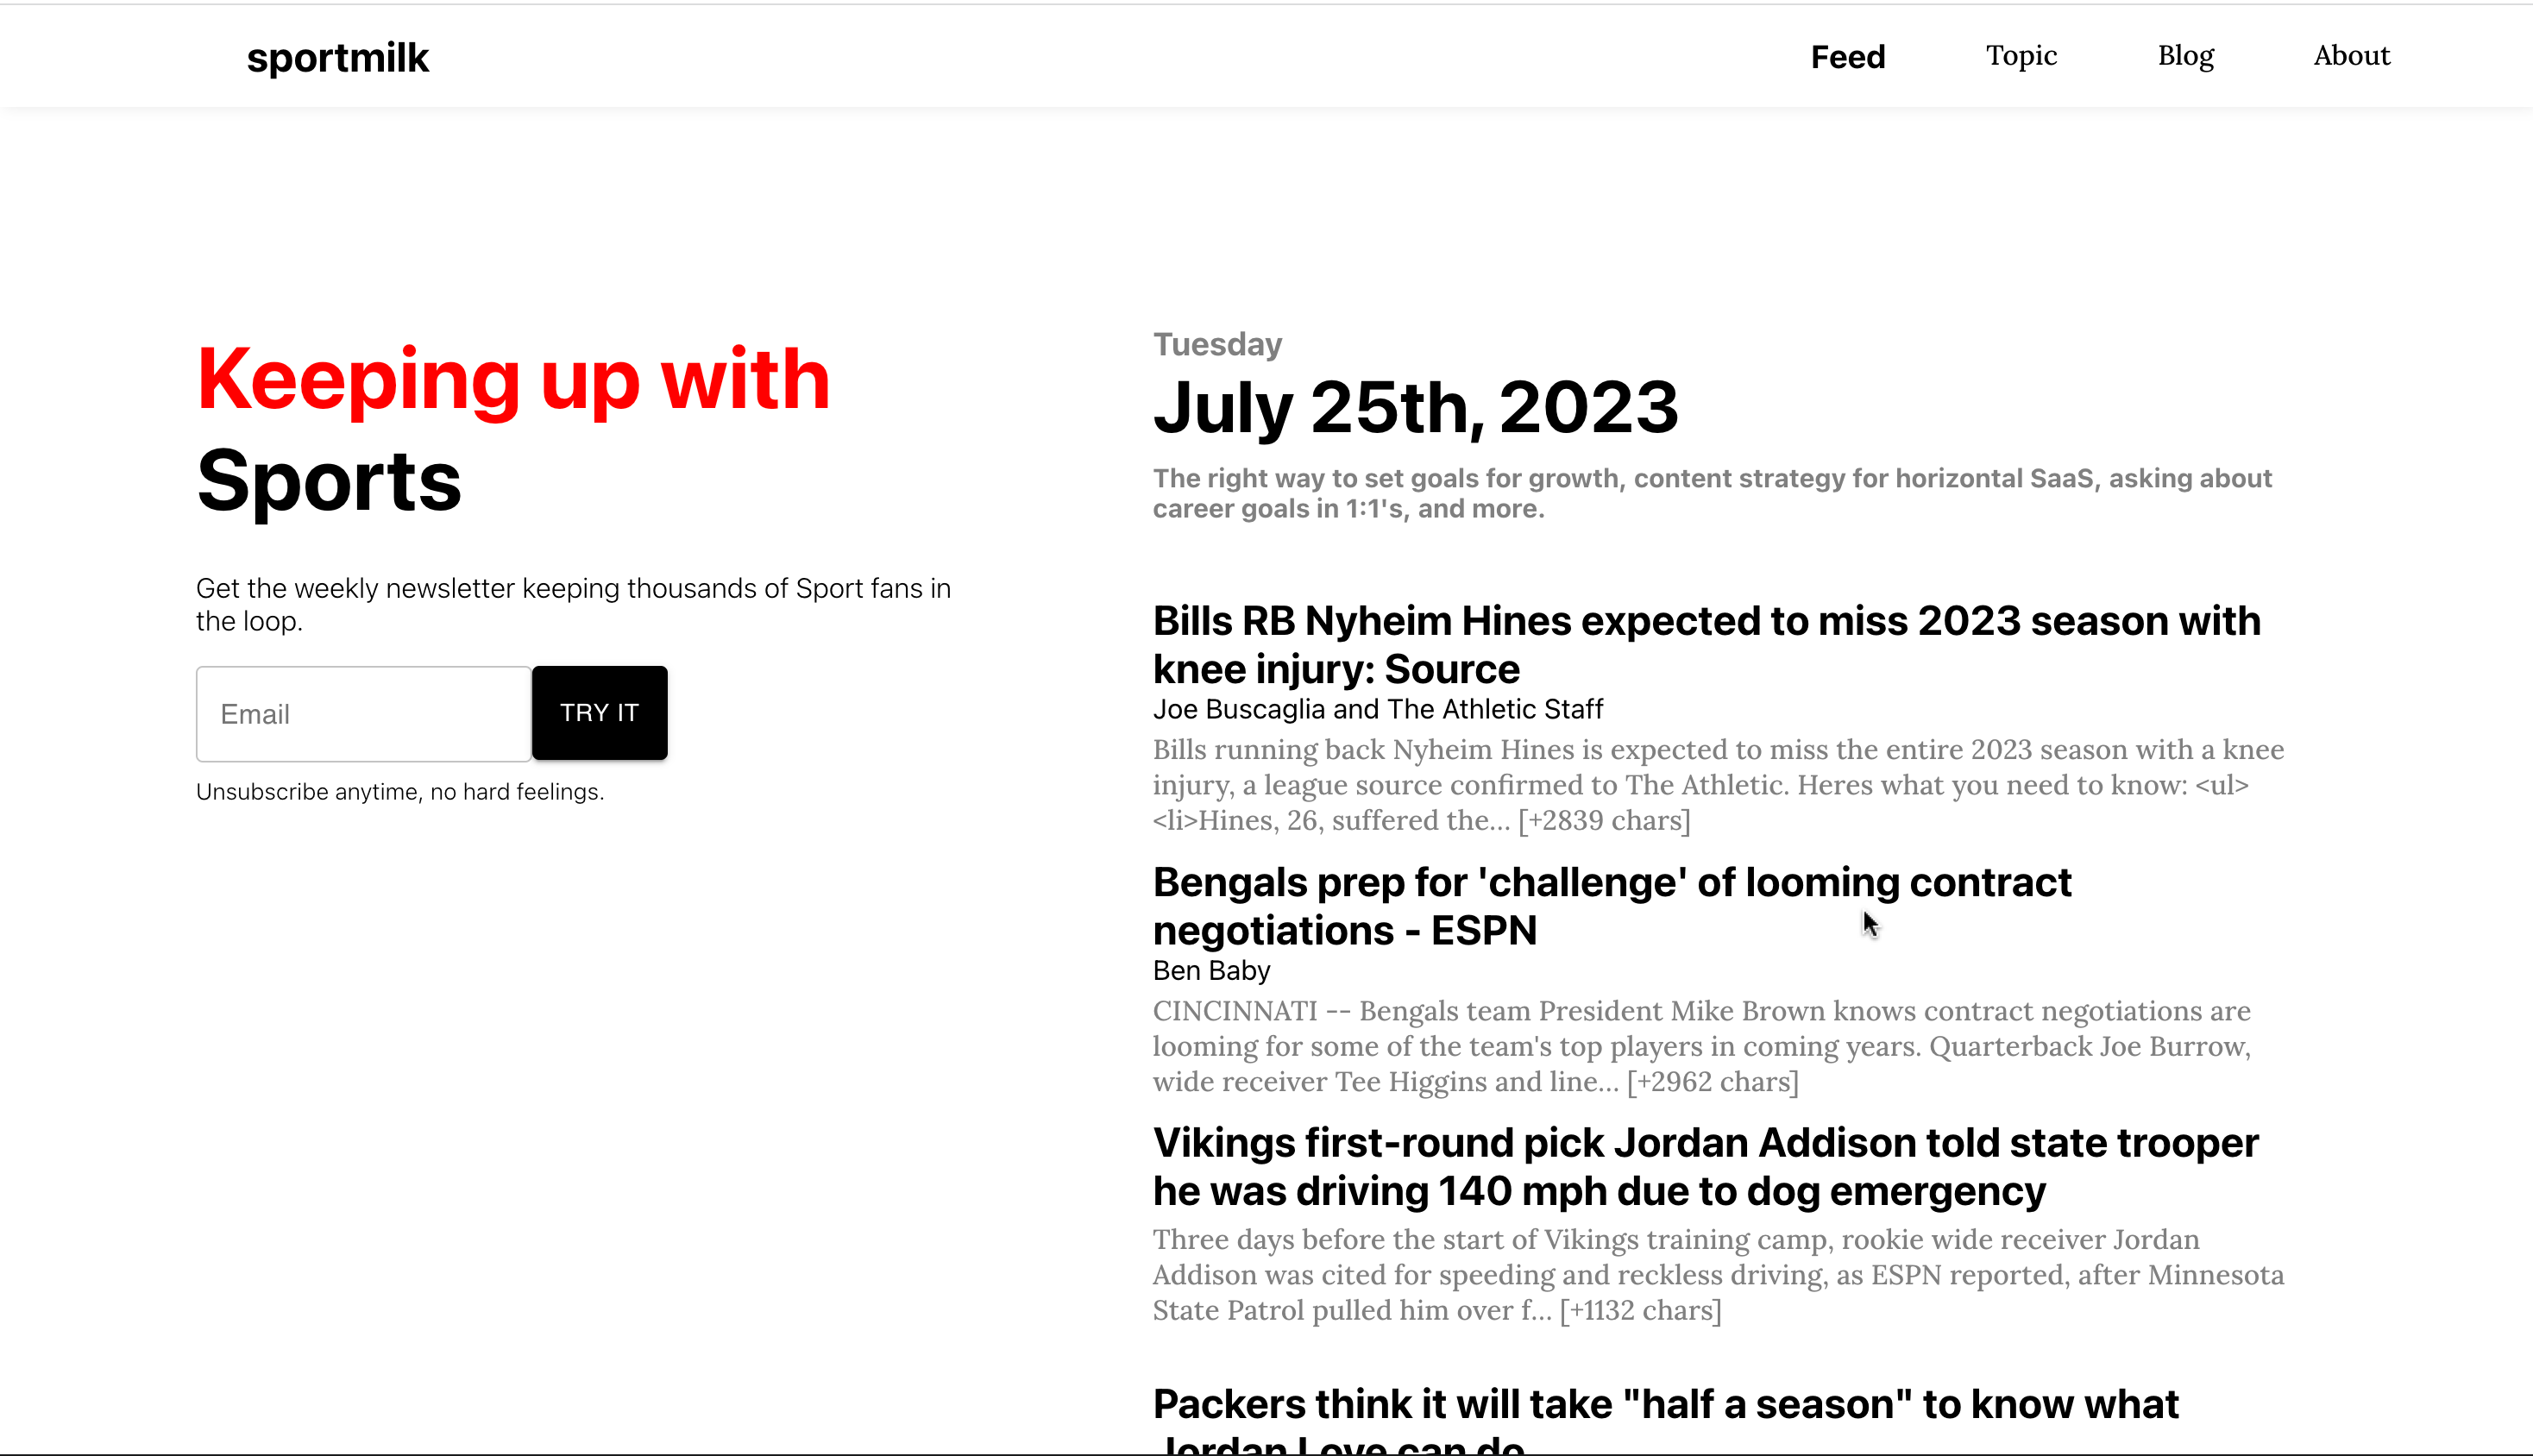 sportmilk
Feed Topic Blog About
Keeping up with
Sports
Get the weekly newsletter keeping thousands of Sport fans in
the loop.
Email
TRY IT
Unsubscribe anytime, no hard feelings.
Tuesday
July 25th, 2023
The right way to set goals for growth, content strategy for horizontal SaaS, asking about
career goals in 1:1's, and more.
Bills RB Nyheim Hines expected to miss 2023 season with
knee injury: Source
Joe Buscaglia and The Athletic Staff
Bills running back Nyheim Hines is expected to miss the entire 2023 season with a knee
injury, a league source confirmed to The Athletic. Heres what you need to know: <ul>
<li>Hines, 26, suffered the… [+2839 chars]
Bengals prep for 'challenge' of looming contract
negotiations - ESPN
Ben Baby
CINCINNATI -- Bengals team President Mike Brown knows contract negotiations are
looming for some of the team's top players in coming years. Quarterback Joe Burrow,
wide receiver Tee Higgins and line… [+2962 chars]
Vikings first-round pick Jordan Addison told state trooper
he was driving 140 mph due to dog emergency
Three days before the start of Vikings training camp, rookie wide receiver Jordan
Addison was cited for speeding and reckless driving, as ESPN reported, after Minnesota
State Patrol pulled him over f… [+1132 chars]
Packers think it will take "half a season" to know what
Jordan Love can do